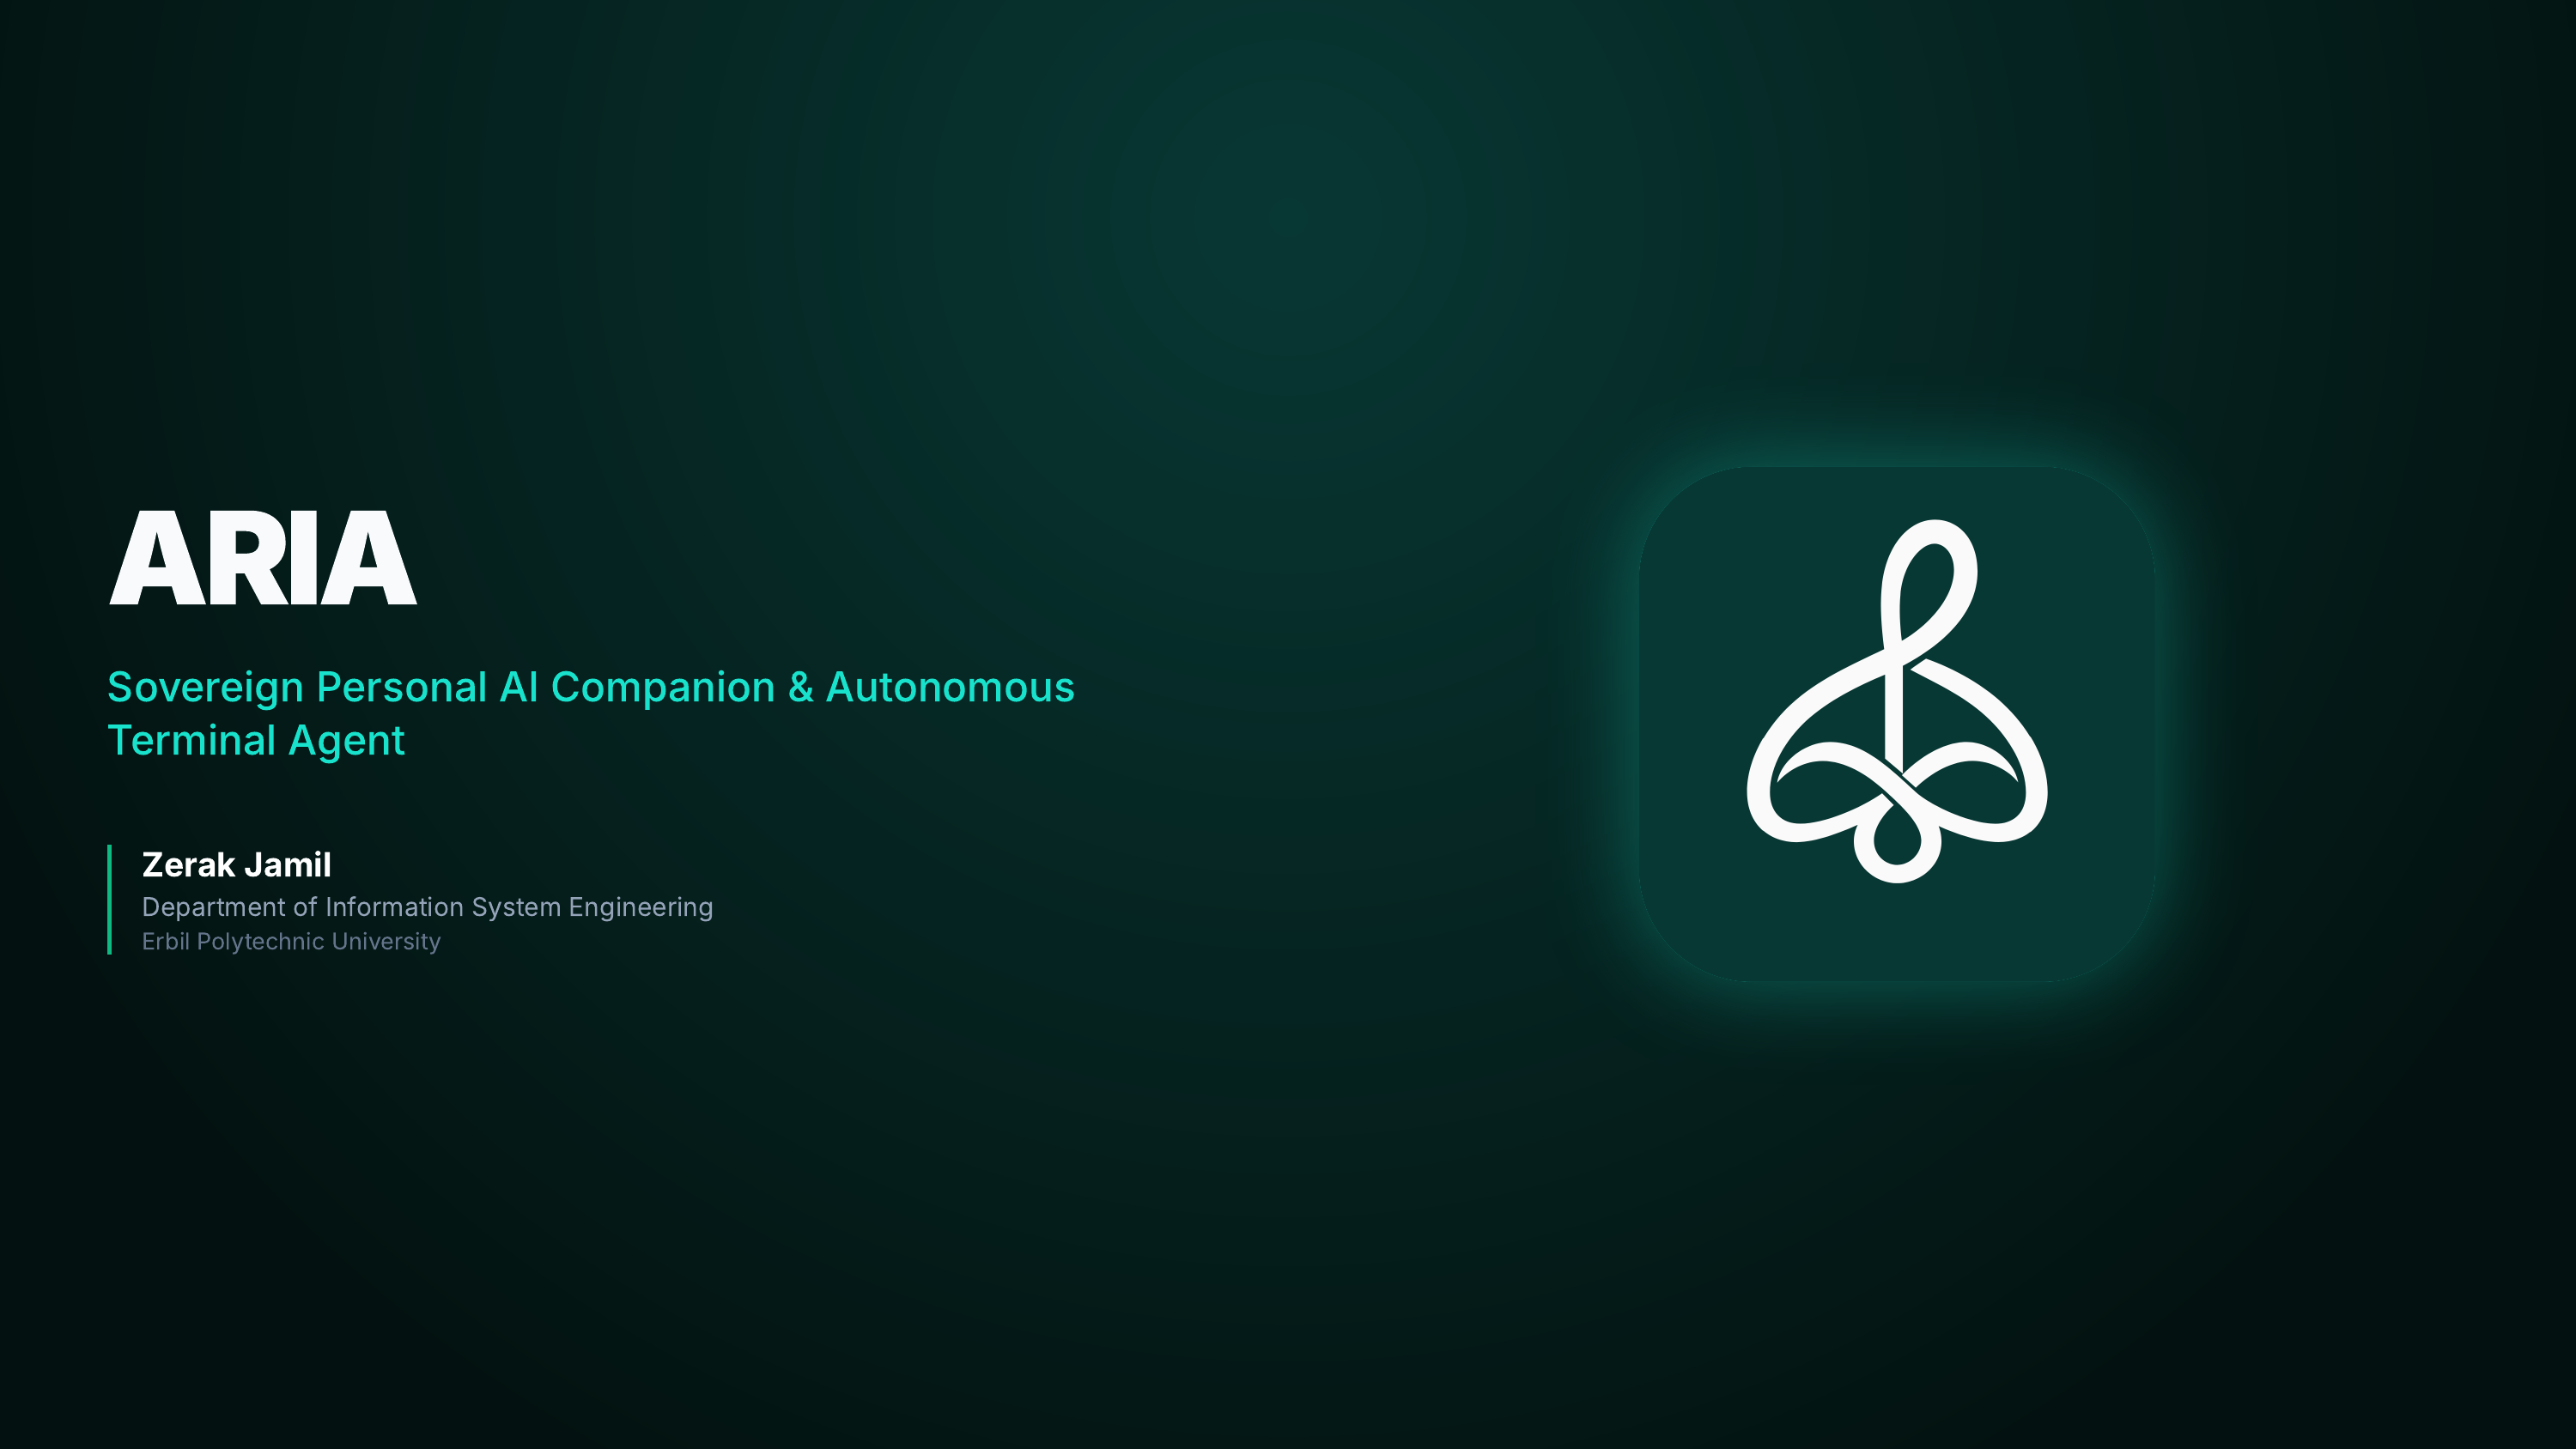 ARIA
Sovereign Personal AI Companion & Autonomous
Terminal Agent
Zerak Jamil
Department of Information System Engineering
Erbil Polytechnic University